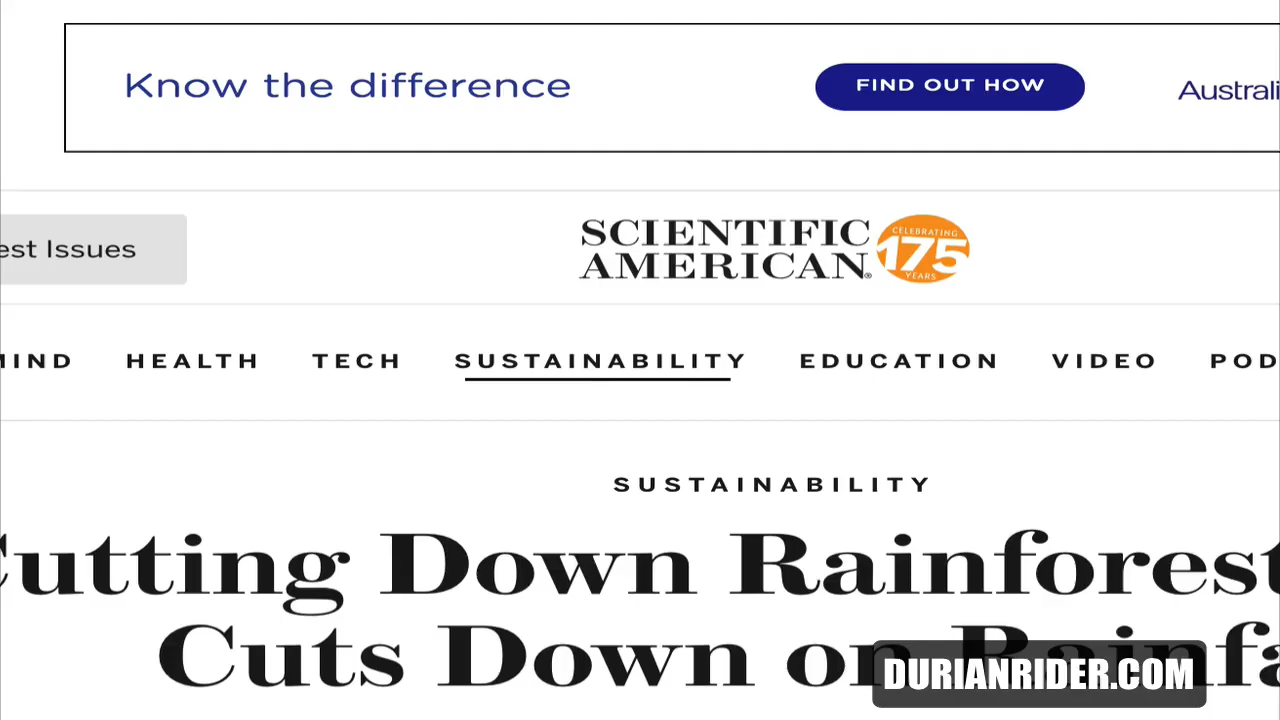 Know the difference
FIND OUT HOW
Australi
est Issues
SCIENTIFIC
AMERICAN®
CELEBRATING
175
YEARS
MIND HEALTH TECH SUSTAINABILITY EDUCATION VIDEO POD
SUSTAINABILITY
Cutting Down Rainforest
Cuts Down on Rainfa
DURIANRIDER.COM